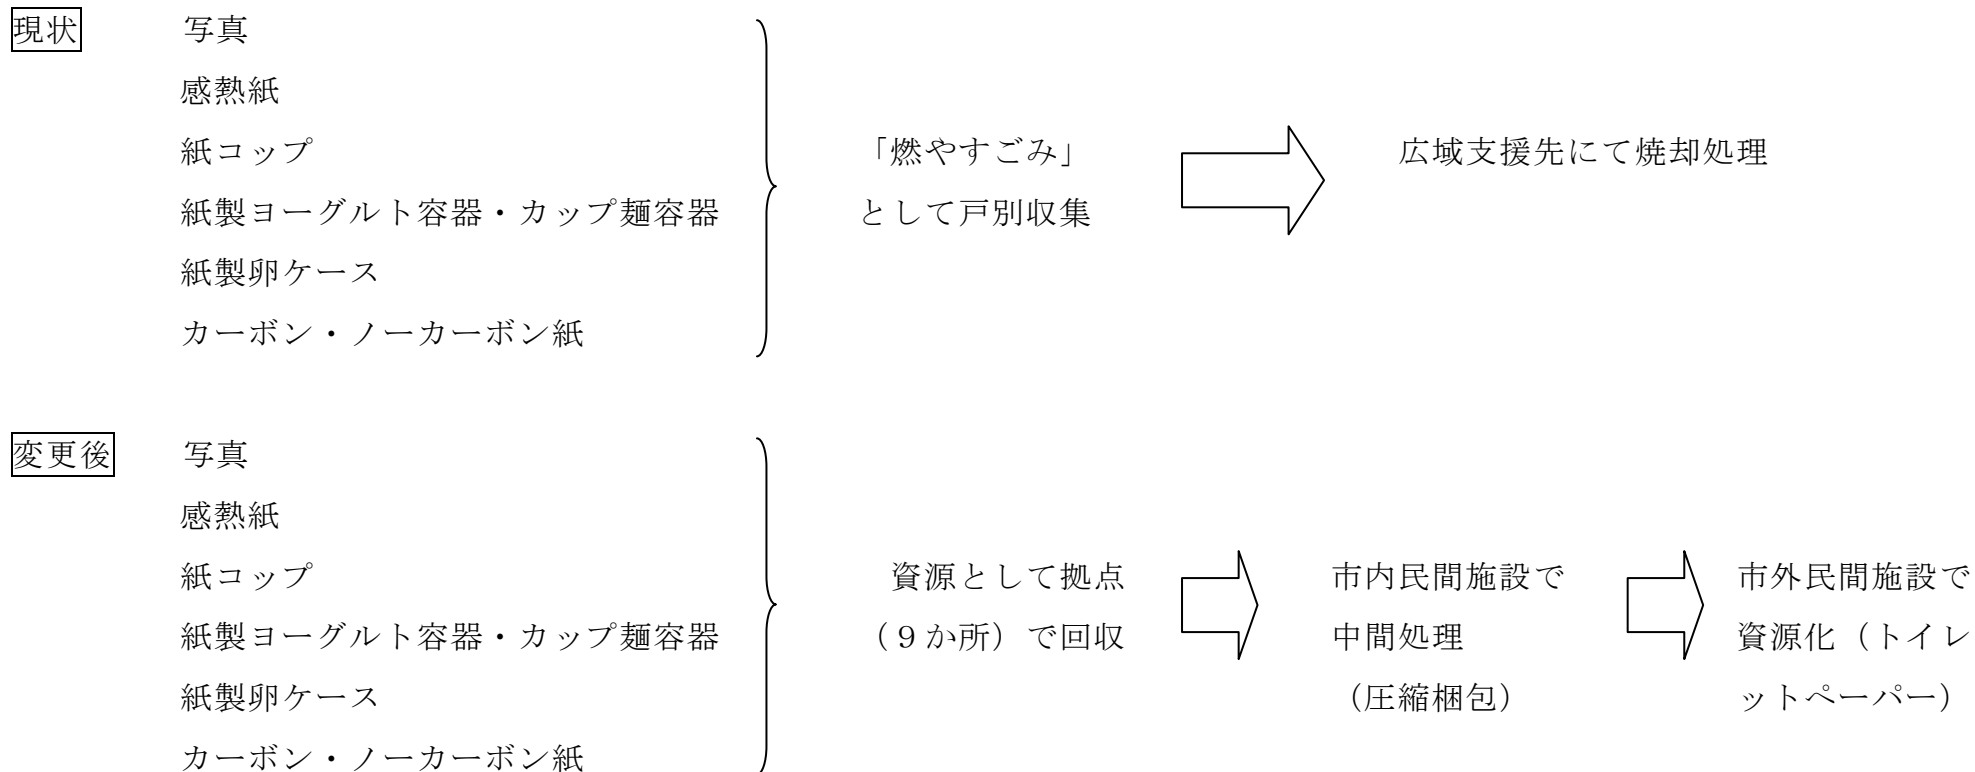 現状
写真
感熱紙
紙コップ
紙製ヨーグルト容器・カップ麺容器
紙製卵ケース
カーボン・ノーカーボン紙
「燃やすごみ」
として戸別収集
広域支援先にて焼却処理
変更後
写真
感熱紙
紙コップ
紙製ヨーグルト容器・カップ麺容器
紙製卵ケース
カーボン・ノーカーボン紙
資源として拠点
（９か所）で回収
市内民間施設で
中間処理
（圧縮梱包）
市外民間施設で
資源化（トイレ
ットペーパー）